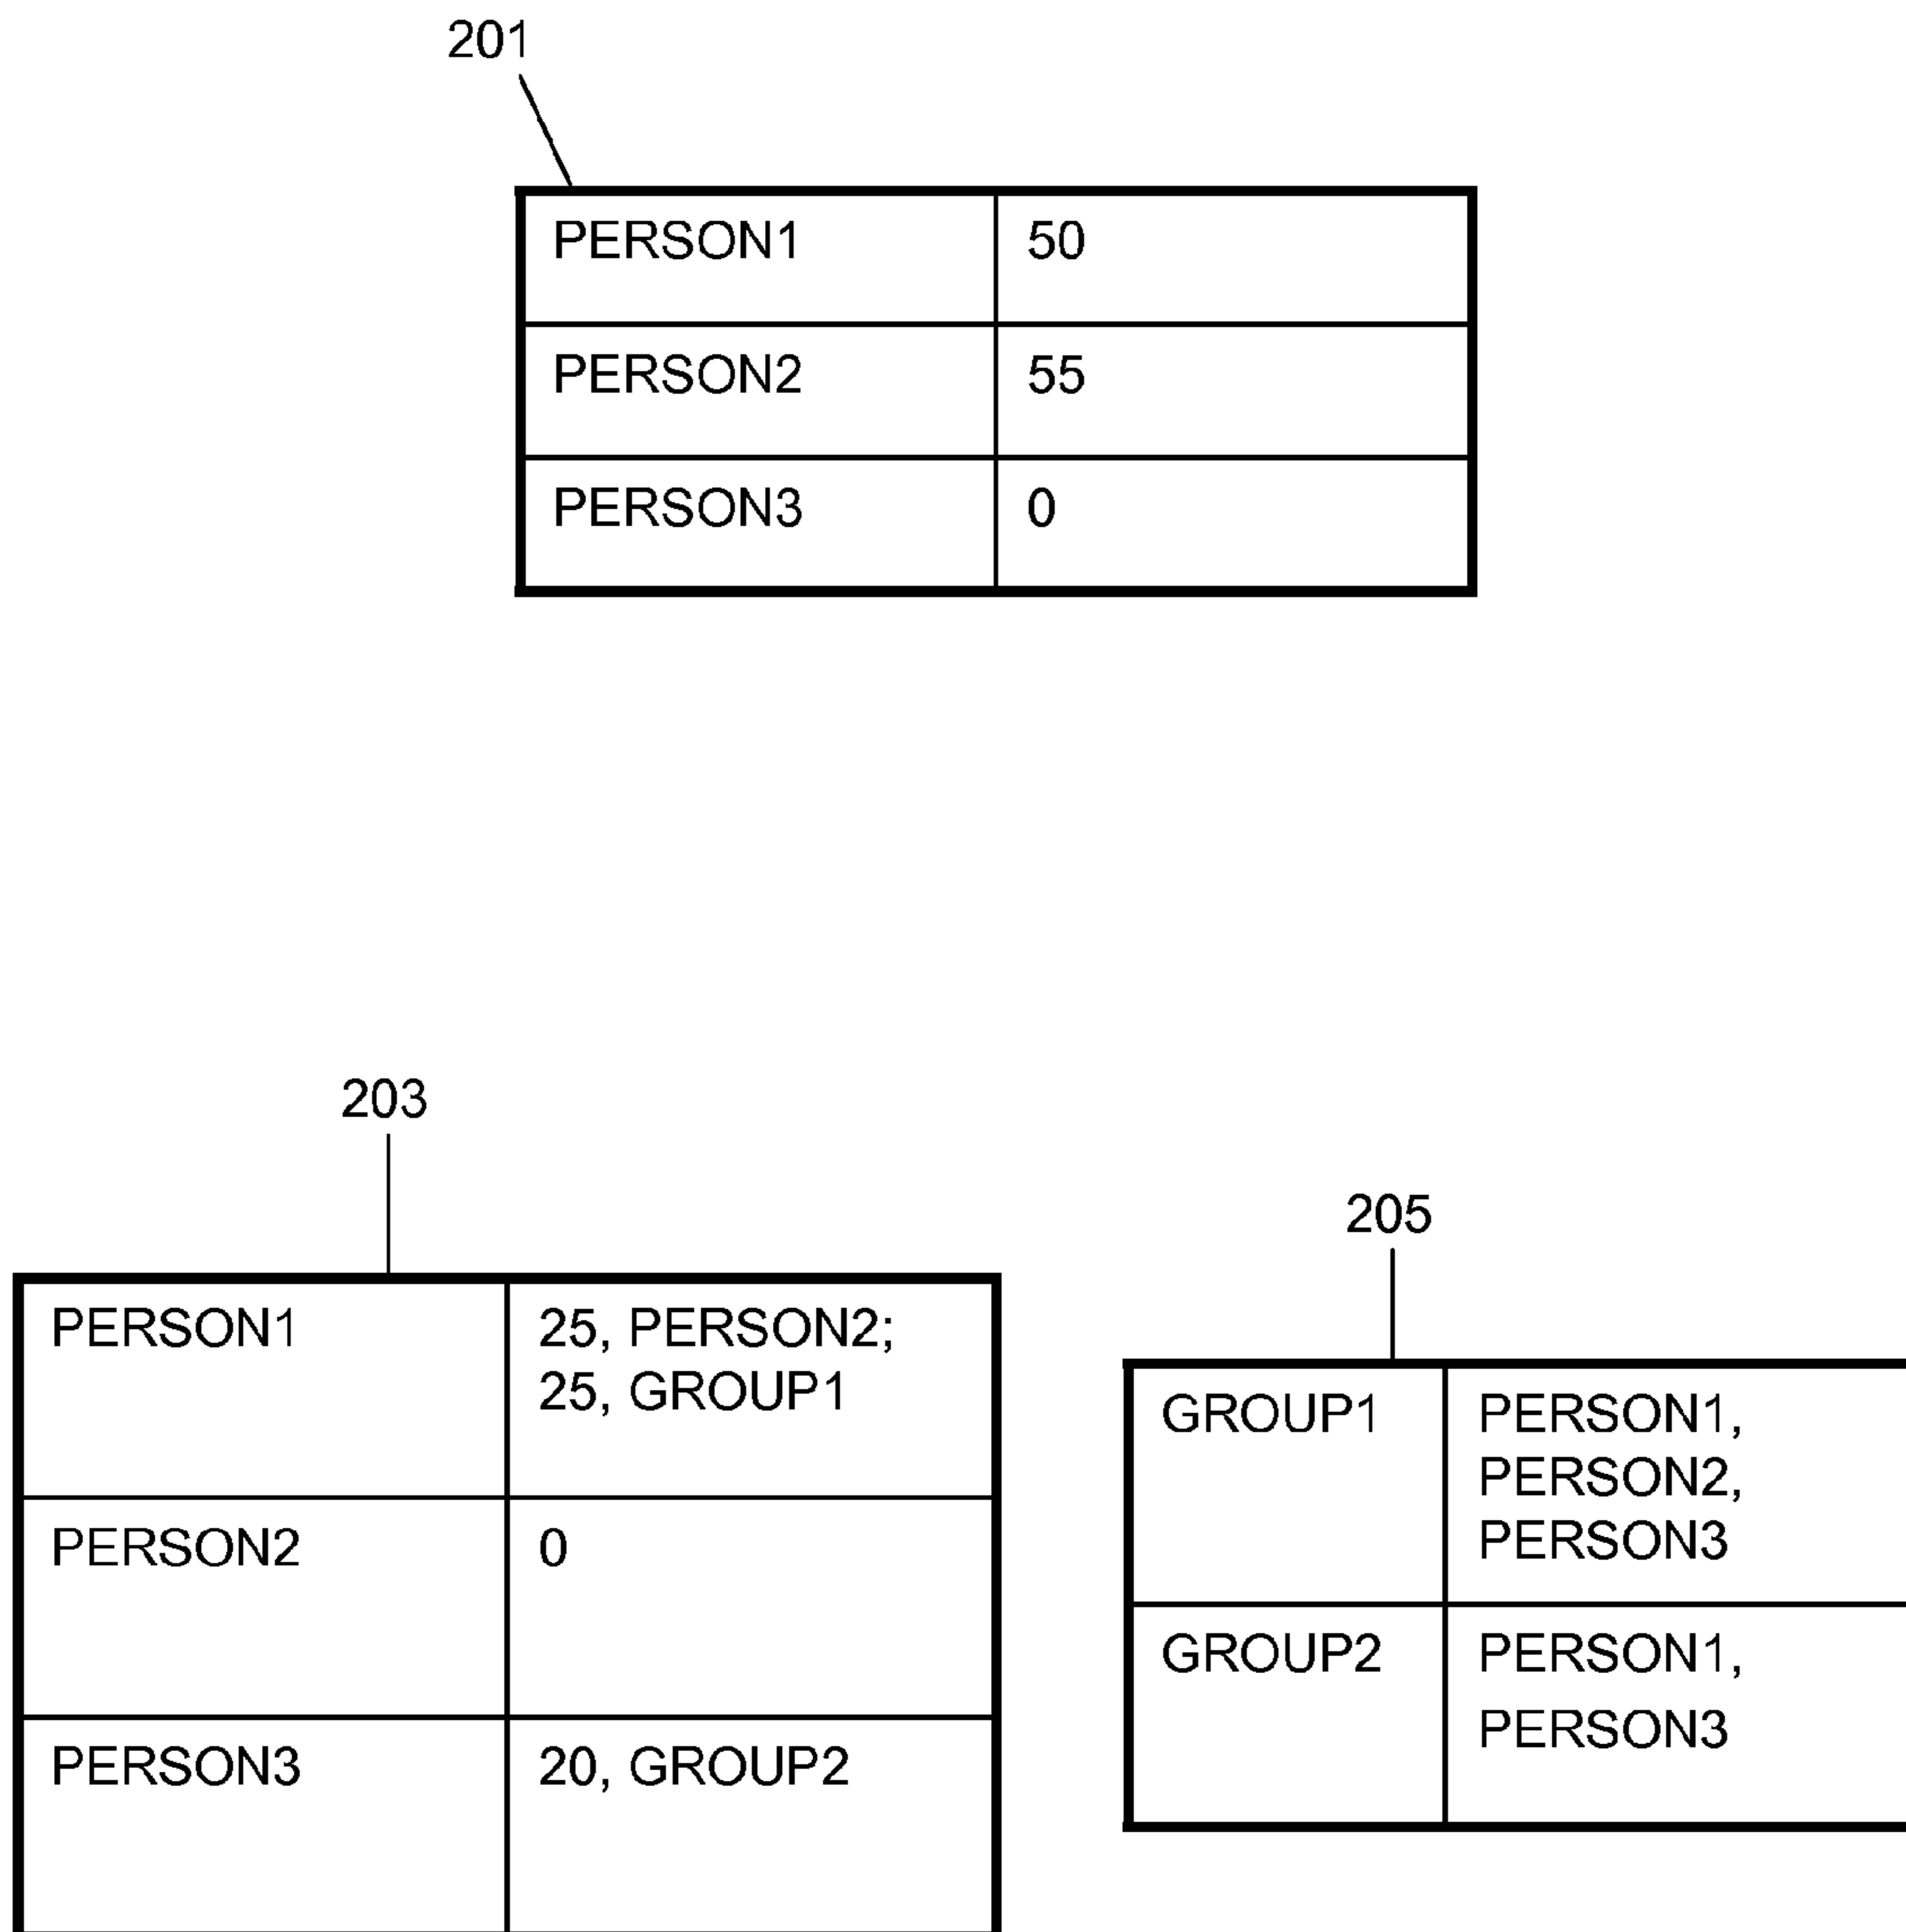 201
PERSON1 50
PERSON2 55
PERSON3 0
203
PERSON1 25, PERSON2;
25, GROUP1
PERSON2 0
PERSON3 20, GROUP2
205
GROUP1 PERSON1,
PERSON2,
PERSON3
GROUP2 PERSON1,
PERSON3